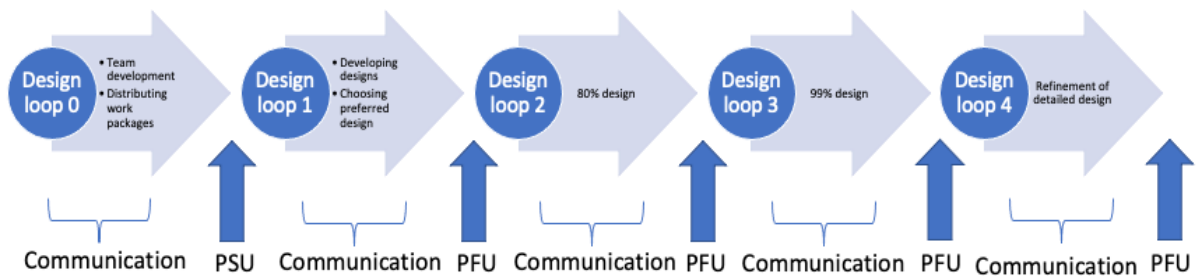 Design
loop 0
• Team
development
• Distributing
work
packages
Design
loop 1
• Developing
designs
• Choosing
preferred
design
Design
loop 2
80% design
Design
loop 3
99% design
Design
loop 4
Refinement of
detailed design
Communication
PSU
Communication
PFU
Communication
PFU
Communication
PFU
Communication
PFU